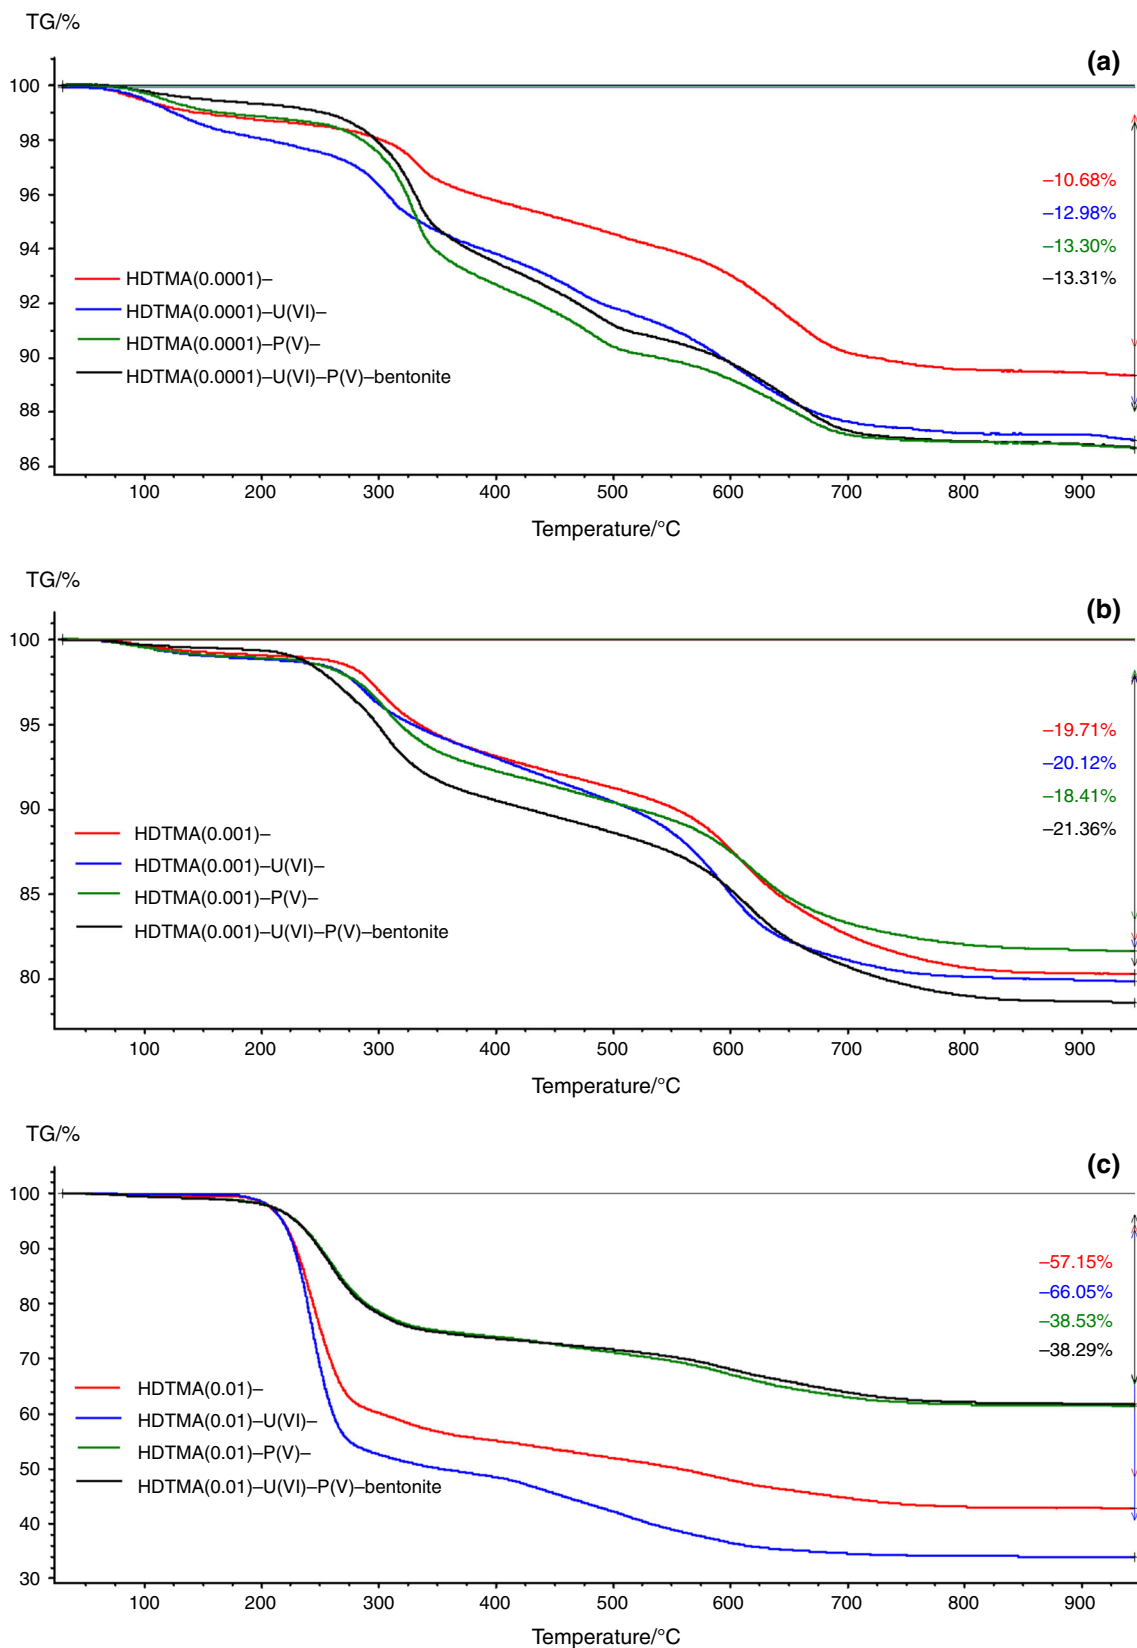 TG/%
(a)
100
98
96
94
92
90
88
86
–10.68%
–12.98%
–13.30%
–13.31%
HDTMA(0.0001)–
HDTMA(0.0001)–U(VI)–
HDTMA(0.0001)–P(V)–
HDTMA(0.0001)–U(VI)–P(V)–bentonite
100 200 300 400 500 600 700 800 900
Temperature/°C
TG/%
(b)
100
95
90
85
80
–19.71%
–20.12%
–18.41%
–21.36%
HDTMA(0.001)–
HDTMA(0.001)–U(VI)–
HDTMA(0.001)–P(V)–
HDTMA(0.001)–U(VI)–P(V)–bentonite
100 200 300 400 500 600 700 800 900
Temperature/°C
TG/%
(c)
100
90
80
70
60
50
40
30
–57.15%
–66.05%
–38.53%
–38.29%
HDTMA(0.01)–
HDTMA(0.01)–U(VI)–
HDTMA(0.01)–P(V)–
HDTMA(0.01)–U(VI)–P(V)–bentonite
100 200 300 400 500 600 700 800 900
Temperature/°C